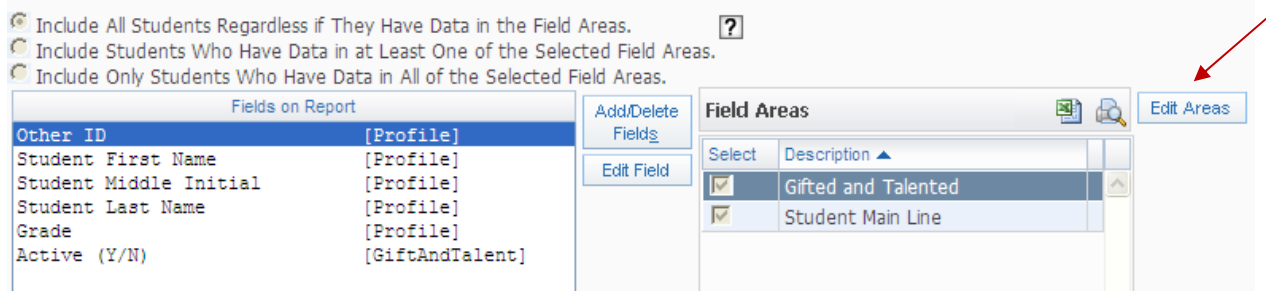 Include All Students Regardless if They Have Data in the Field Areas. ?
Include Students Who Have Data in at Least One of the Selected Field Areas.
Include Only Students Who Have Data in All of the Selected Field Areas.
Fields on Report
Other ID [Profile]
Student First Name [Profile]
Student Middle Initial [Profile]
Student Last Name [Profile]
Grade [Profile]
Active (Y/N) [GiftAndTalent]
Add/Delete
Fields
Edit Field
Field Areas
Edit Areas
Select Description ▲
Gifted and Talented
Student Main Line